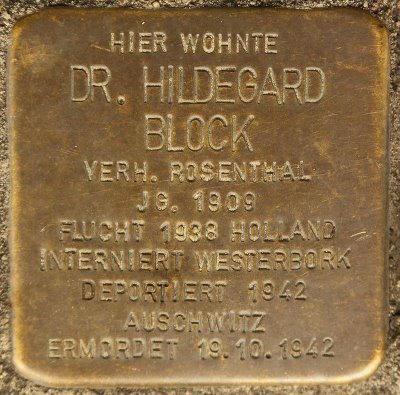 HIER WOHNTE
DR. HILDEGARD
BLOCK
VERH. ROSENTHAL
JG. 1909
FLUCHT 1938 HOLLAND
INTERNIERT WESTERBORK
DEPORTIERT 1942
AUSCHWITZ
ERMORDET 19.10.1942